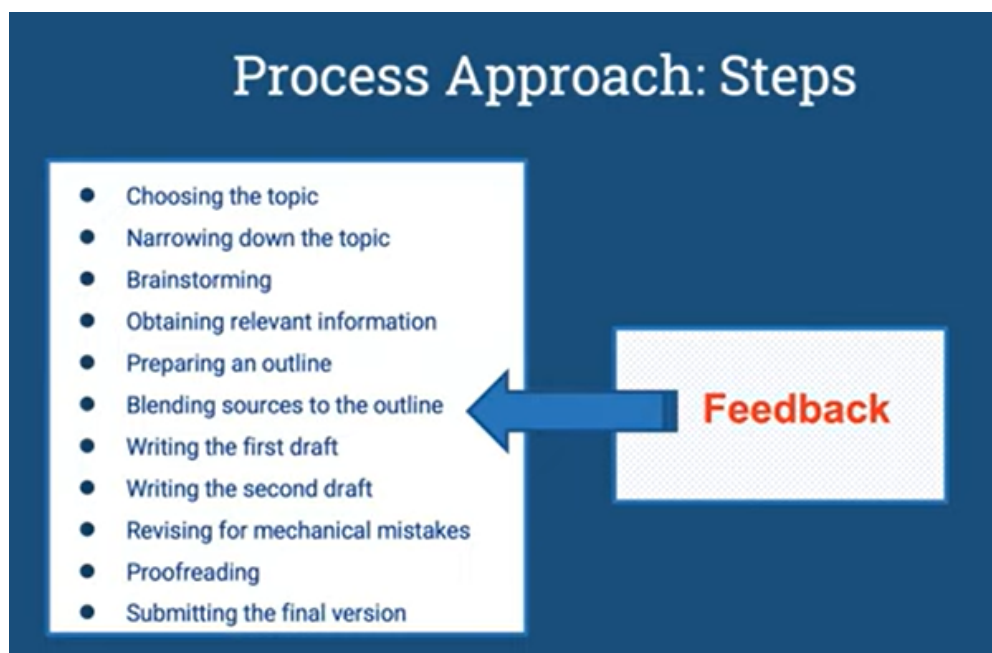 Process Approach: Steps
● Choosing the topic
● Narrowing down the topic
● Brainstorming
● Obtaining relevant information
● Preparing an outline
● Blending sources to the outline
● Writing the first draft
● Writing the second draft
● Revising for mechanical mistakes
● Proofreading
● Submitting the final version
Feedback